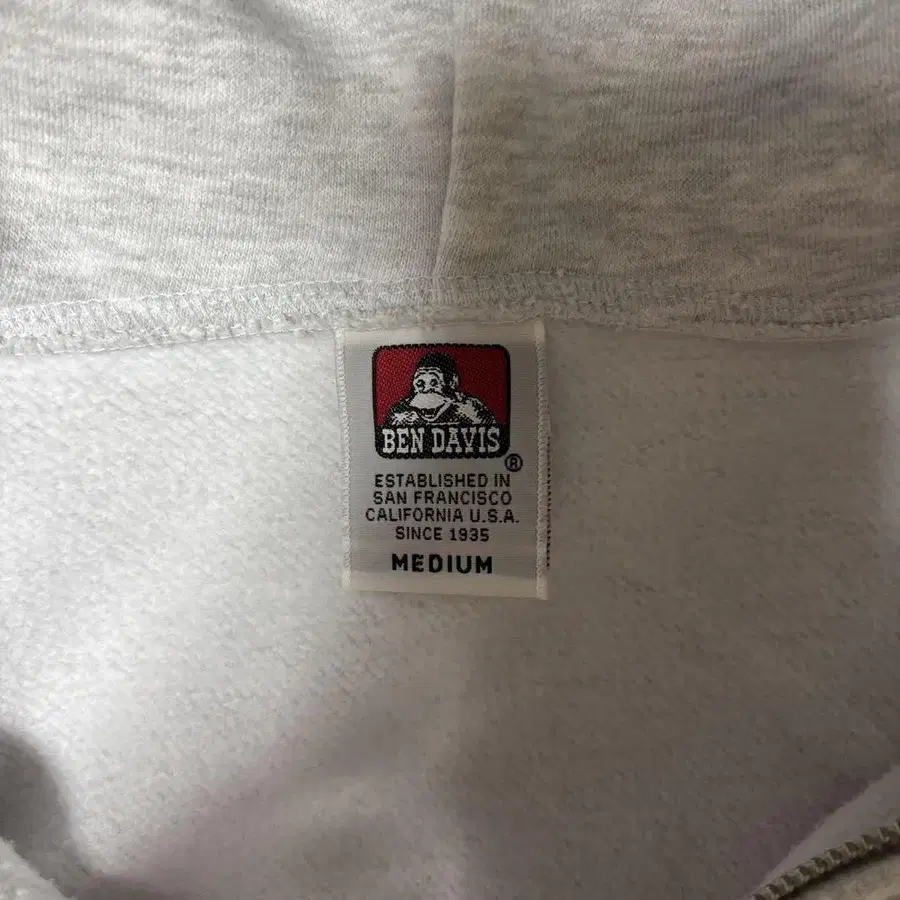 BEN DAVIS
®
ESTABLISHED IN
SAN FRANCISCO
CALIFORNIA U.S.A.
SINCE 1935
MEDIUM